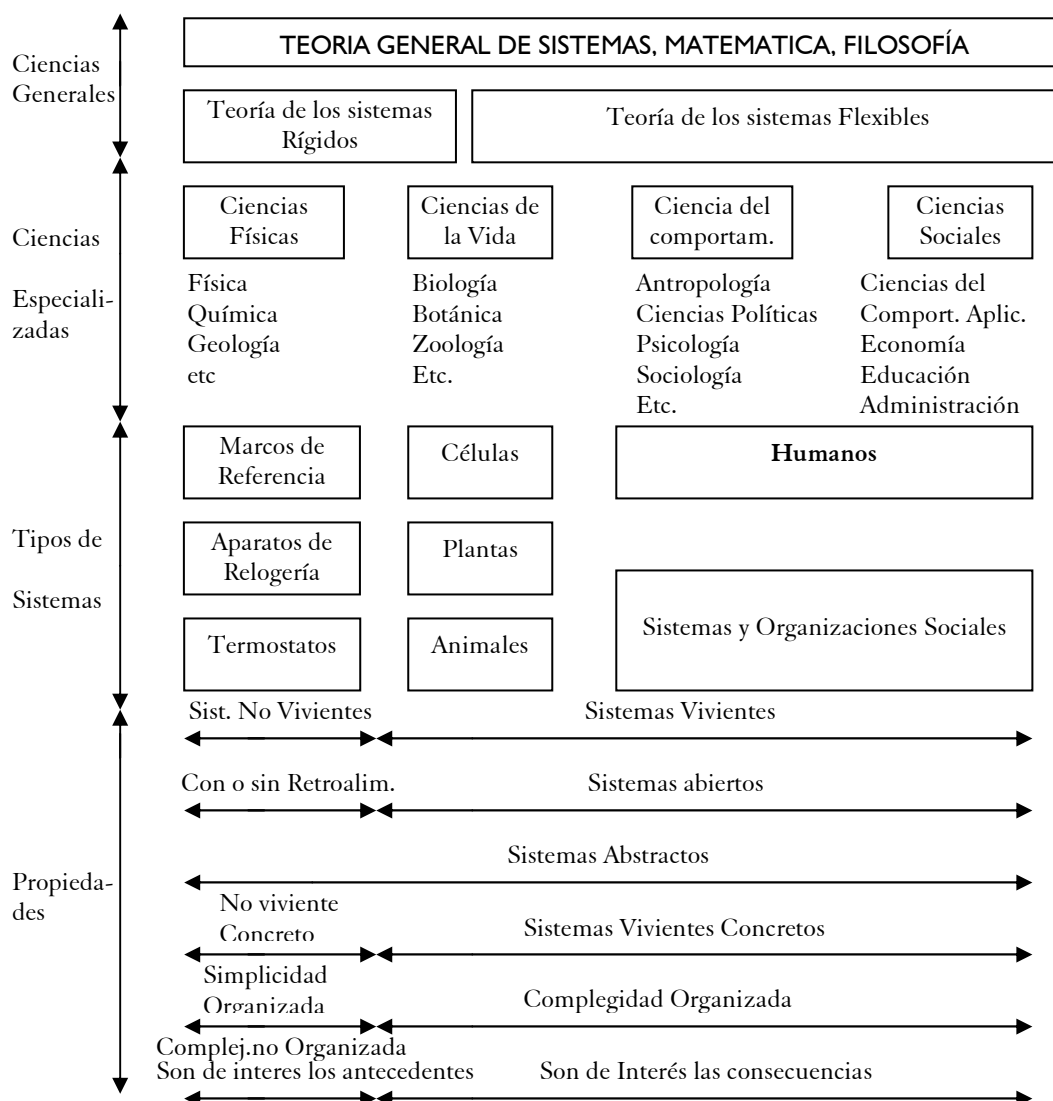 TEORIA GENERAL DE SISTEMAS, MATEMATICA, FILOSOFÍA
Ciencias
Generales
Teoría de los sistemas
Rígidos
Teoría de los sistemas Flexibles
Ciencias
Especiali-
zadas
Ciencias
Físicas
Ciencias de
la Vida
Ciencia del
comportam.
Ciencias
Sociales
Física
Química
Geología
etc
Biología
Botánica
Zoología
Etc.
Antropología
Ciencias Políticas
Psicología
Sociología
Etc.
Ciencias del
Comport. Aplic.
Economía
Educación
Administración
Tipos de
Sistemas
Marcos de
Referencia
Células
Humanos
Aparatos de
Relogería
Plantas
Sistemas y Organizaciones Sociales
Termostatos
Animales
Propieda-
des
Sist. No Vivientes
Sistemas Vivientes
Con o sin Retroalim.
Sistemas abiertos
Sistemas Abstractos
No viviente
Concreto
Sistemas Vivientes Concretos
Simplicidad
Organizada
Complegidad Organizada
Complej.no Organizada
Son de interes los antecedentes
Son de Interés las consecuencias